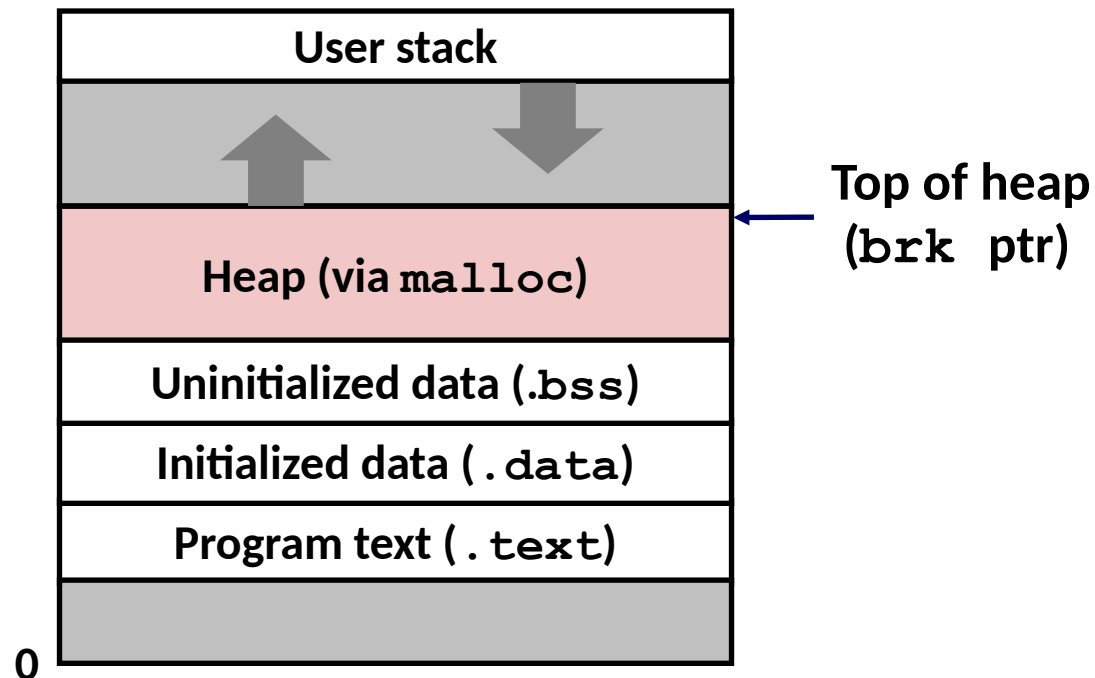 User stack
Top of heap
(brk ptr)
Heap (via malloc)
Uninitialized data (.bss)
Initialized data (.data)
Program text (.text)
0